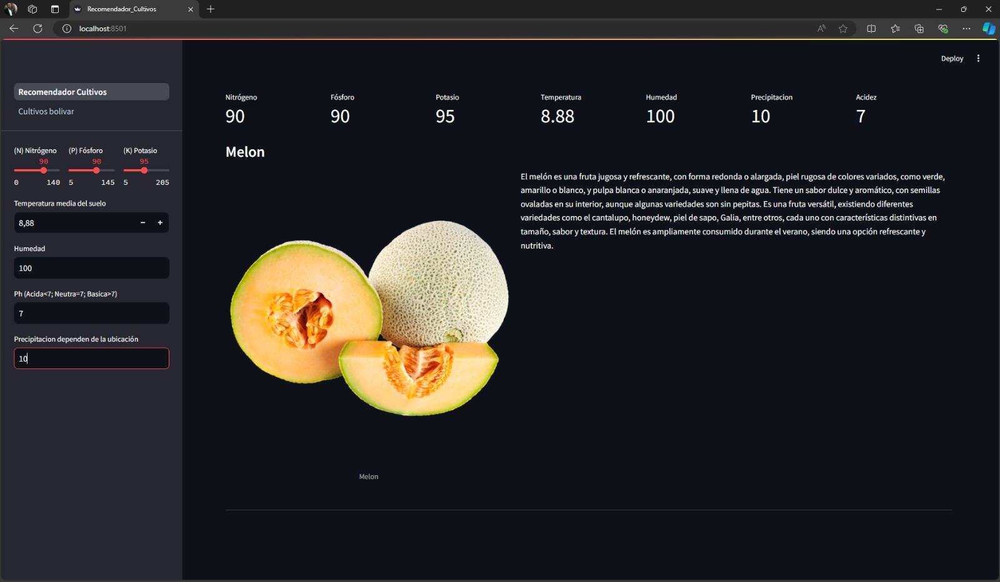 Recomendador_Cultivos
localhost:8501
Deploy
Recomendador Cultivos
Cultivos bolivar
(N) Nitrógeno (P) Fósforo (K) Potasio
90 90 95
0 140 5 145 5 205
Temperatura media del suelo
8,88
Humedad
100
Ph (Acida<7; Neutra=7; Basica>7)
7
Precipitacion dependen de la ubicación
10
Nitrógeno Fósforo Potasio Temperatura Humedad Precipitacion Acidez
90 90 95 8.88 100 10 7
Melon
El melón es una fruta jugosa y refrescante, con forma redonda o alargada, piel rugosa de colores variados, como verde,
amarillo o blanco, y pulpa blanca o anaranjada, suave y llena de agua. Tiene un sabor dulce y aromático, con semillas
ovaladas en su interior, aunque algunas variedades son sin pepitas. Es una fruta versátil, existiendo diferentes
variedades como el cantalupo, honeydew, piel de sapo, Galia, entre otros, cada uno con características distintivas en
tamaño, sabor y textura. El melón es ampliamente consumido durante el verano, siendo una opción refrescante y
nutritiva.
Melon